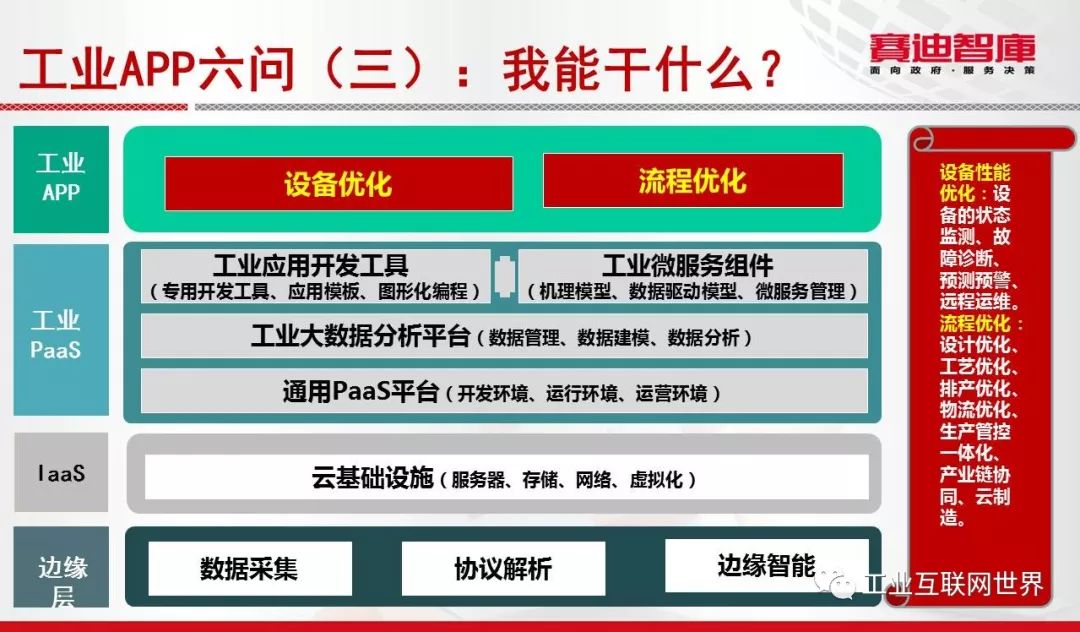 工业APP六问（三）：我能干什么？
賽迪智庫
面向政府·服务决策
工业
APP
设备优化
流程优化
工业
PaaS
工业应用开发工具
（专用开发工具、应用模板、图形化编程）
工业微服务组件
（机理模型、数据驱动模型、微服务管理）
工业大数据分析平台（数据管理、数据建模、数据分析）
通用PaaS平台（开发环境、运行环境、运营环境）
IaaS
云基础设施（服务器、存储、网络、虚拟化）
边缘
层
数据采集
协议解析
边缘智能
设备性能
优化：设
备的状态
监测、故
障诊断、
预测预警、
远程运维。
流程优化：
设计优化、
工艺优化、
排产优化、
物流优化、
生产管控
一体化、
产业链协
同、云制
造。
工业互联网世界